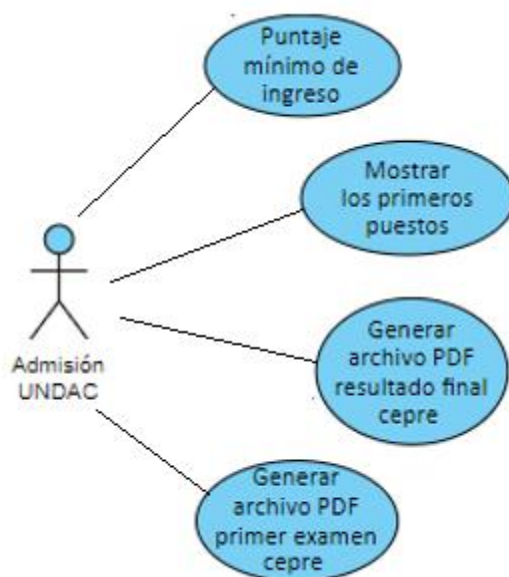 Puntaje
mínimo de
ingreso
Mostrar
los primeros
puestos
Admisión
UNDAC
Generar
archivo PDF
resultado final
cepre
Generar
archivo PDF
primer examen
cepre